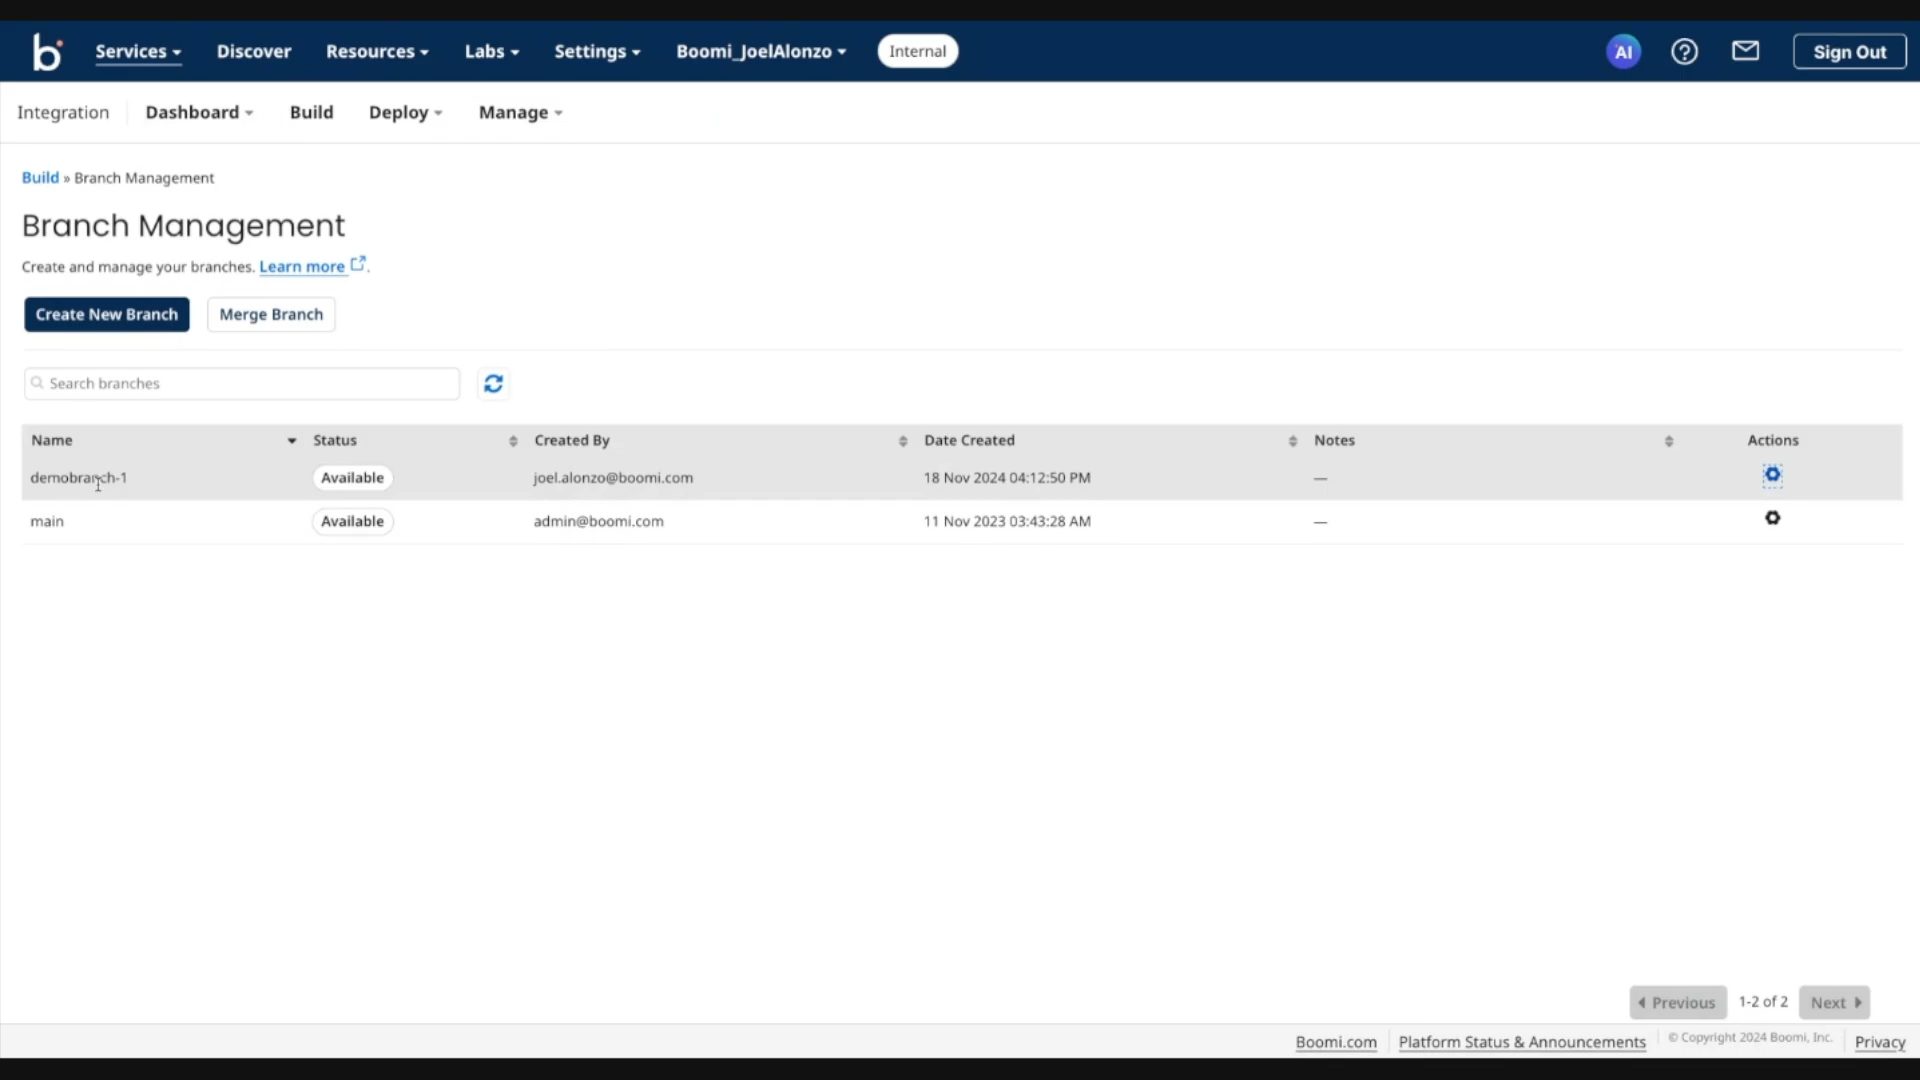 b Services Discover Resources Labs Settings Boomi_JoelAlonzo Internal AI ? Sign Out
Integration Dashboard Build Deploy Manage
Build » Branch Management
Branch Management
Create and manage your branches. Learn more .
Create New Branch Merge Branch
Search branches
Name Status Created By Date Created Notes Actions
demobranch-1 Available joel.alonzo@boomi.com 18 Nov 2024 04:12:50 PM —
main Available admin@boomi.com 11 Nov 2023 03:43:28 AM —
Previous 1-2 of 2 Next
Boomi.com Platform Status & Announcements © Copyright 2024 Boomi, Inc. Privacy